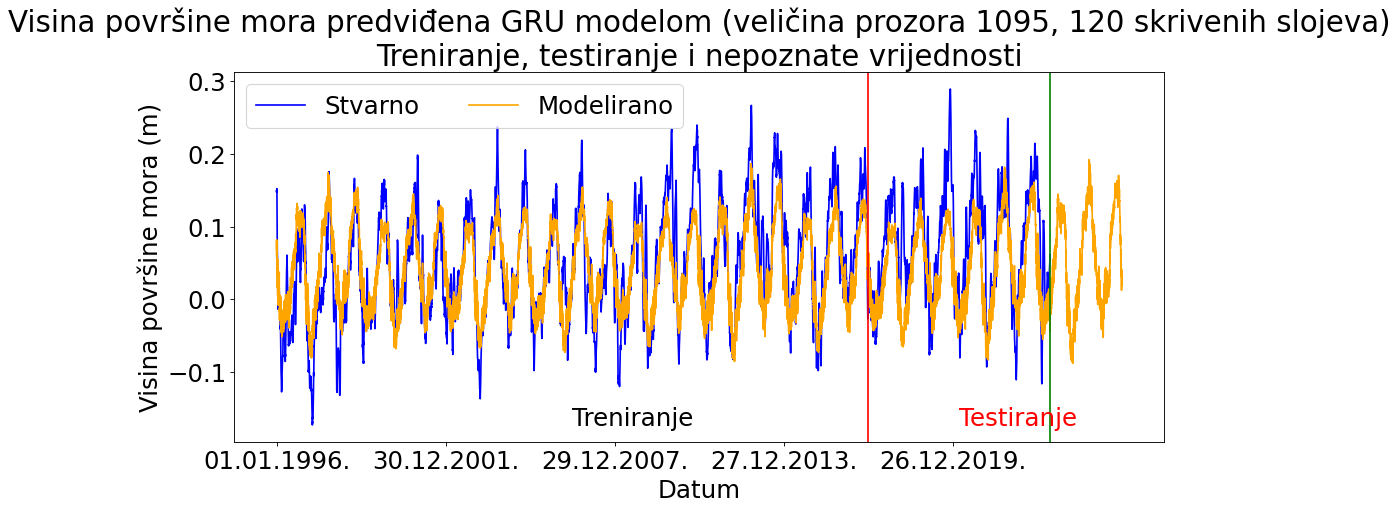 Visina površine mora predviđena GRU modelom (veličina prozora 1095, 120 skrivenih slojeva)
Treniranje, testiranje i nepoznate vrijednosti
Stvarno
Modelirano
0.3
0.2
0.1
0.0
−0.1
Visina površine mora (m)
Treniranje
Testiranje
01.01.1996.
30.12.2001.
29.12.2007.
27.12.2013.
26.12.2019.
Datum